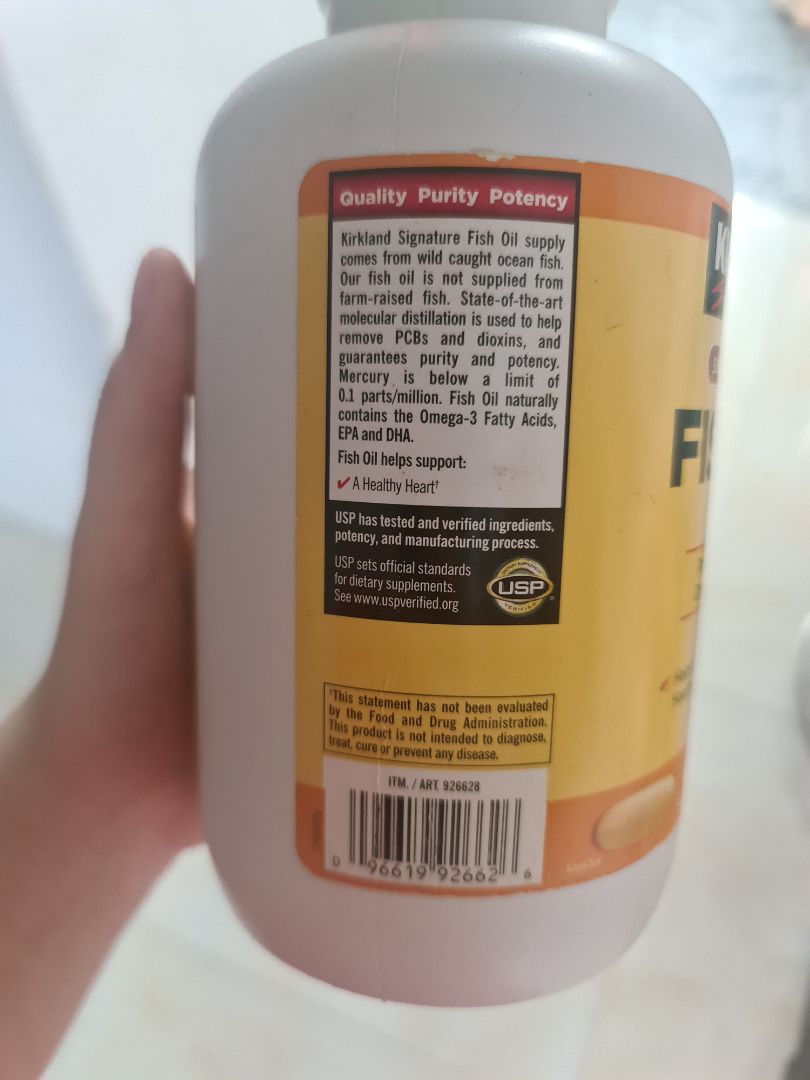 Quality Purity Potency
Kirkland Signature Fish Oil supply
comes from wild caught ocean fish.
Our fish oil is not supplied from
farm-raised fish. State-of-the-art
molecular distillation is used to help
remove PCBs and dioxins, and
guarantees purity and potency.
Mercury is below a limit of
0.1 parts/million. Fish Oil naturally
contains the Omega-3 Fatty Acids,
EPA and DHA.
Fish Oil helps support:
✔ A Healthy Heart†
USP has tested and verified ingredients,
potency, and manufacturing process.
USP sets official standards
for dietary supplements.
See www.uspverified.org
DIETARY SUPPLEMENT
USP
VERIFIED
†This statement has not been evaluated
by the Food and Drug Administration.
This product is not intended to diagnose,
treat, cure or prevent any disease.
ITM. / ART. 926628
0 96619 92662 6
FIS
Actual Size